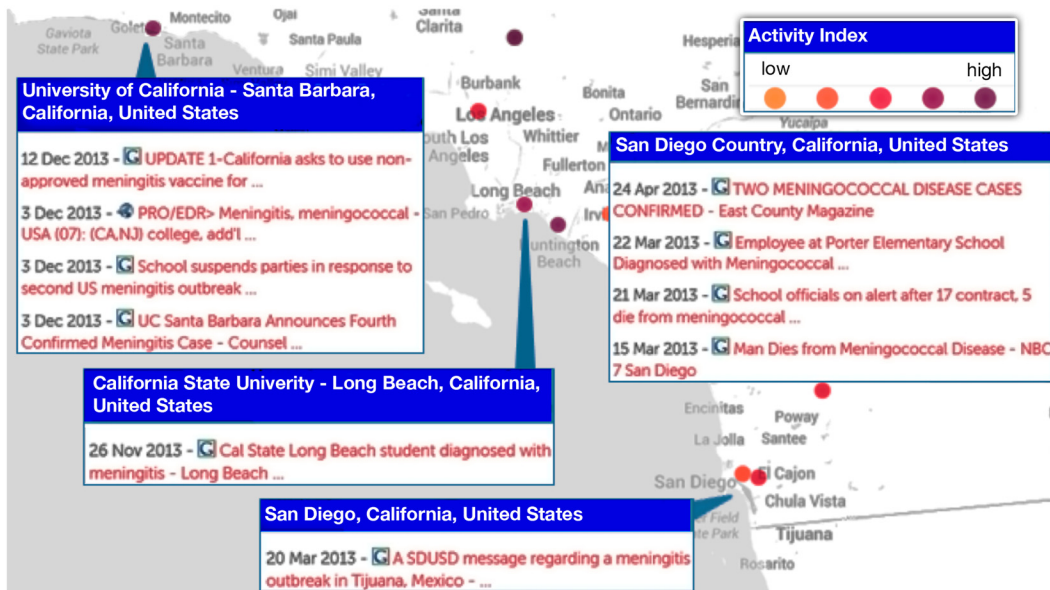 Montecito
Ojai
Santa
Clarita
Goleta
Gaviota
State Park
Santa
Barbara
Santa Paula
Ventura
Simi Valley
Hesperia
Activity Index
low
high
Burbank
Bonita
San
Bernardino
Los Angeles
Ontario
Yucaipa
South Los
Angeles
Whittier
Fullerton
Long Beach
San Pedro
Huntington
Beach
University of California - Santa Barbara,
California, United States
12 Dec 2013 - G UPDATE 1-California asks to use non-
approved meningitis vaccine for ...
3 Dec 2013 - PRO/EDR> Meningitis, meningococcal -
USA (07): (CA,NJ) college, add'l ...
3 Dec 2013 - G School suspends parties in response to
second US meningitis outbreak ...
3 Dec 2013 - G UC Santa Barbara Announces Fourth
Confirmed Meningitis Case - Counsel ...
San Diego Country, California, United States
24 Apr 2013 - G TWO MENINGOCOCCAL DISEASE CASES
CONFIRMED - East County Magazine
22 Mar 2013 - G Employee at Porter Elementary School
Diagnosed with Meningococcal ...
21 Mar 2013 - G School officials on alert after 17 contract, 5
die from meningococcal ...
15 Mar 2013 - G Man Dies from Meningococcal Disease - NBC
7 San Diego
California State Univerity - Long Beach, California,
United States
26 Nov 2013 - G Cal State Long Beach student diagnosed with
meningitis - Long Beach ...
Encinitas
Poway
La Jolla
Santee
San Diego
El Cajon
Chula Vista
er Field
te Park
Tijuana
Rosarito
San Diego, California, United States
20 Mar 2013 - G A SDUSD message regarding a meningitis
outbreak in Tijuana, Mexico - ...